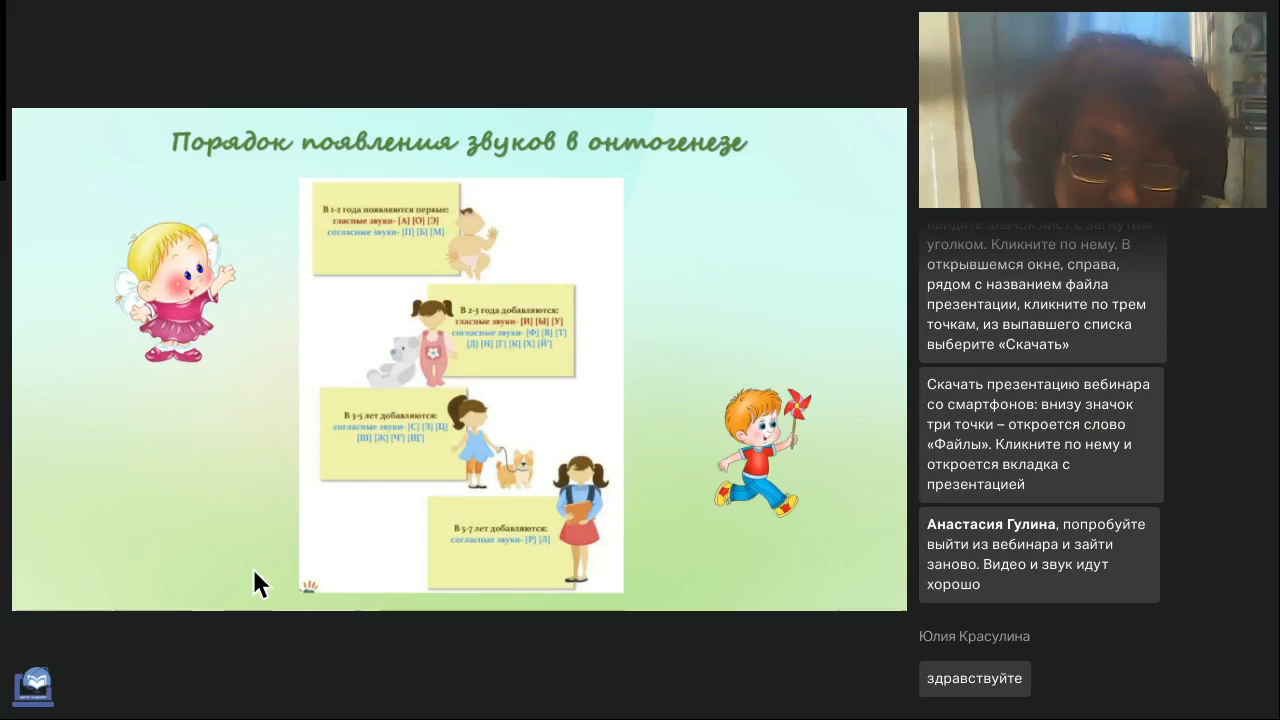 Порядок появления звуков в онтогенезе
В 1-2 года появляются первые:
гласные звуки- [А] [О] [Э]
согласные звуки- [П] [Б] [М]
В 2-3 года добавляются:
гласные звуки- [И] [Ы] [У]
согласные звуки- [Ф] [В] [Т]
[Д] [Н] [Г] [К] [Х] [Й']
В 3-5 лет добавляются:
согласные звуки- [С] [З] [Ц]
[Ш] [Ж] [Ч'] [Щ']
В 5-7 лет добавляются:
согласные звуки- [Р] [Л]
найдите значок лист с загнутым
уголком. Кликните по нему. В
открывшемся окне, справа,
рядом с названием файла
презентации, кликните по трем
точкам, из выпавшего списка
выберите «Скачать»
Скачать презентацию вебинара
со смартфонов: внизу значок
три точки – откроется слово
«Файлы». Кликните по нему и
откроется вкладка с
презентацией
Анастасия Гулина, попробуйте
выйти из вебинара и зайти
заново. Видео и звук идут
хорошо
Юлия Красулина
здравствуйте